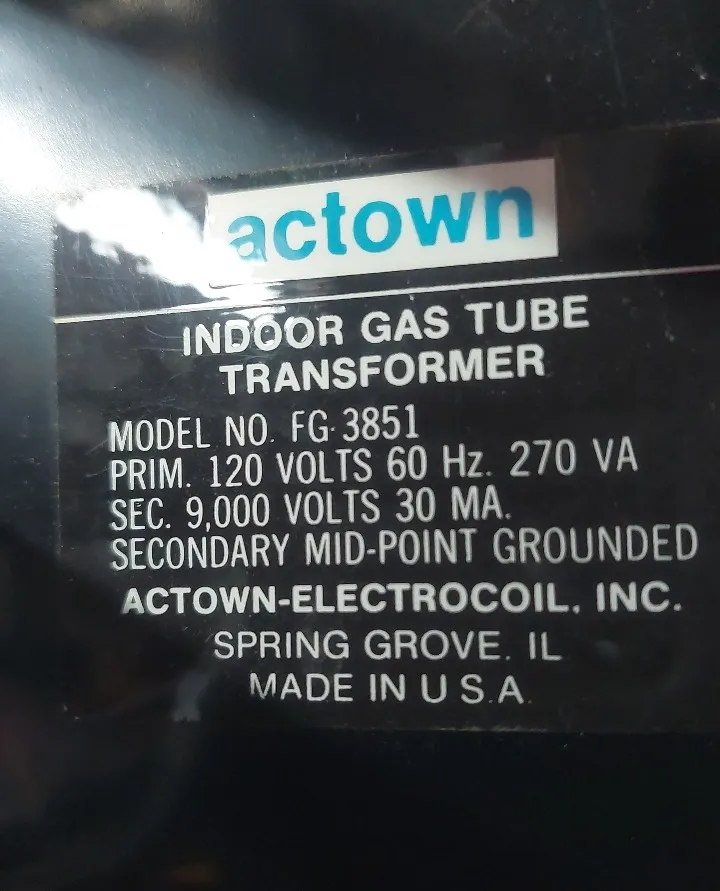 actown
INDOOR GAS TUBE
TRANSFORMER
MODEL NO. FG-3851
PRIM. 120 VOLTS 60 Hz. 270 VA
SEC. 9,000 VOLTS 30 MA.
SECONDARY MID-POINT GROUNDED
ACTOWN-ELECTROCOIL, INC.
SPRING GROVE, IL
MADE IN U.S.A.